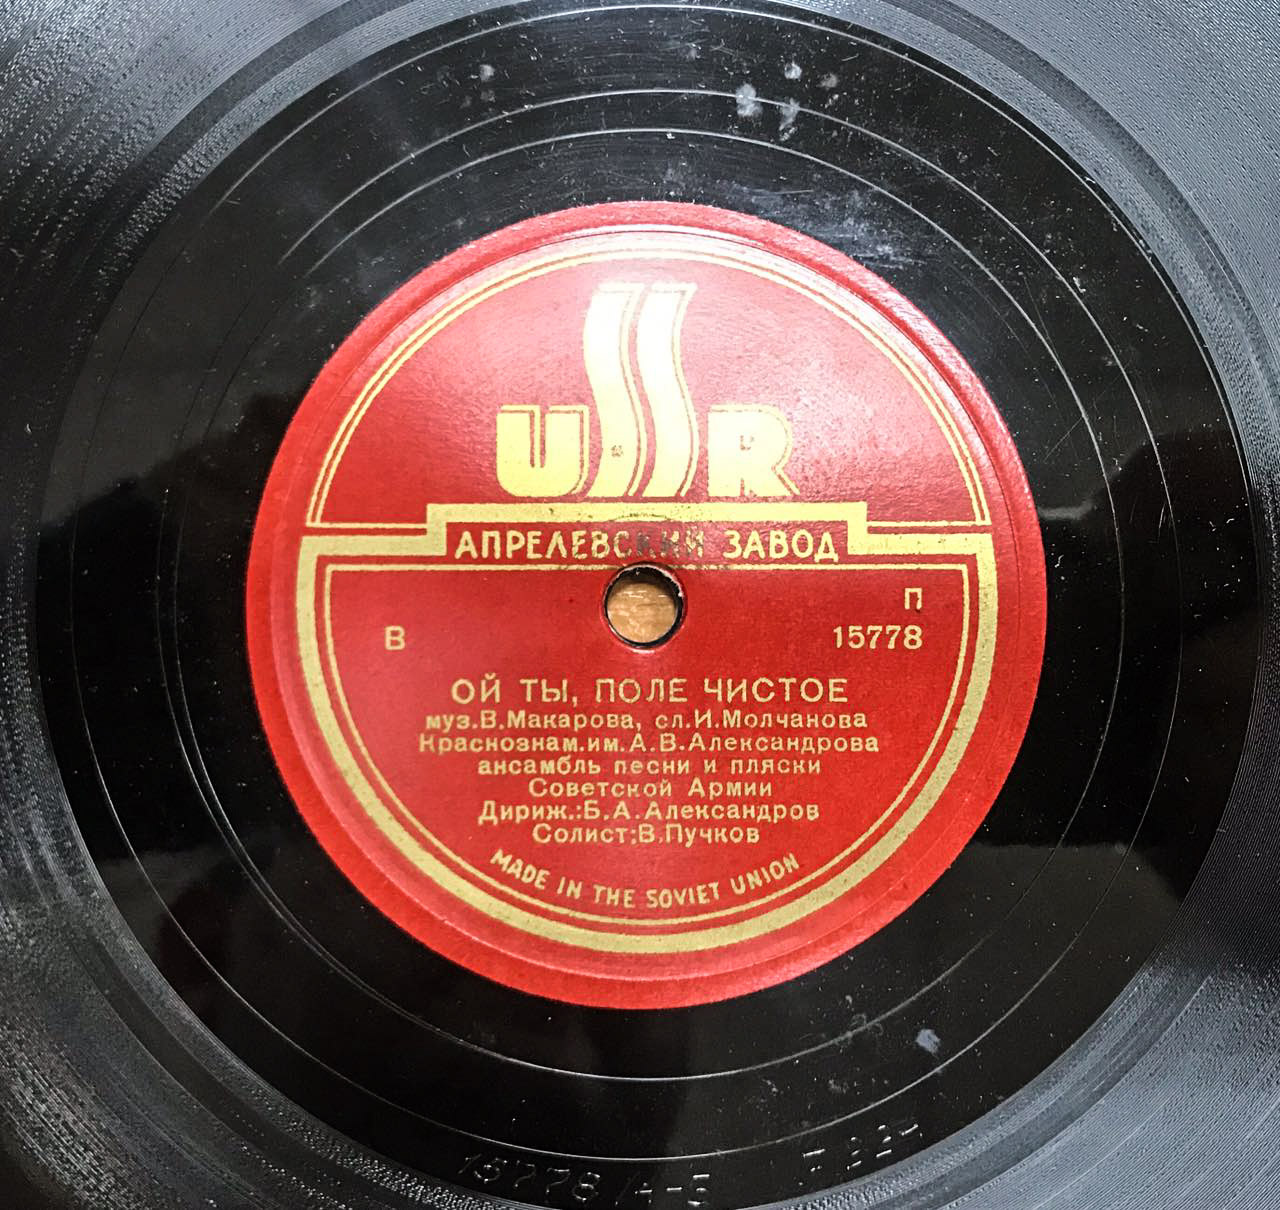 USSR
АПРЕЛЕВСКИЙ ЗАВОД
П
В 15778
ОЙ ТЫ, ПОЛЕ ЧИСТОЕ
муз.В.Макарова, сл.И.Молчанова
Краснознам.им.А.В.Александрова
ансамбль песни и пляски
Советской Армии
Дириж.:Б.А.Александров
Солист:В.Пучков
MADE IN THE SOVIET UNION
15778